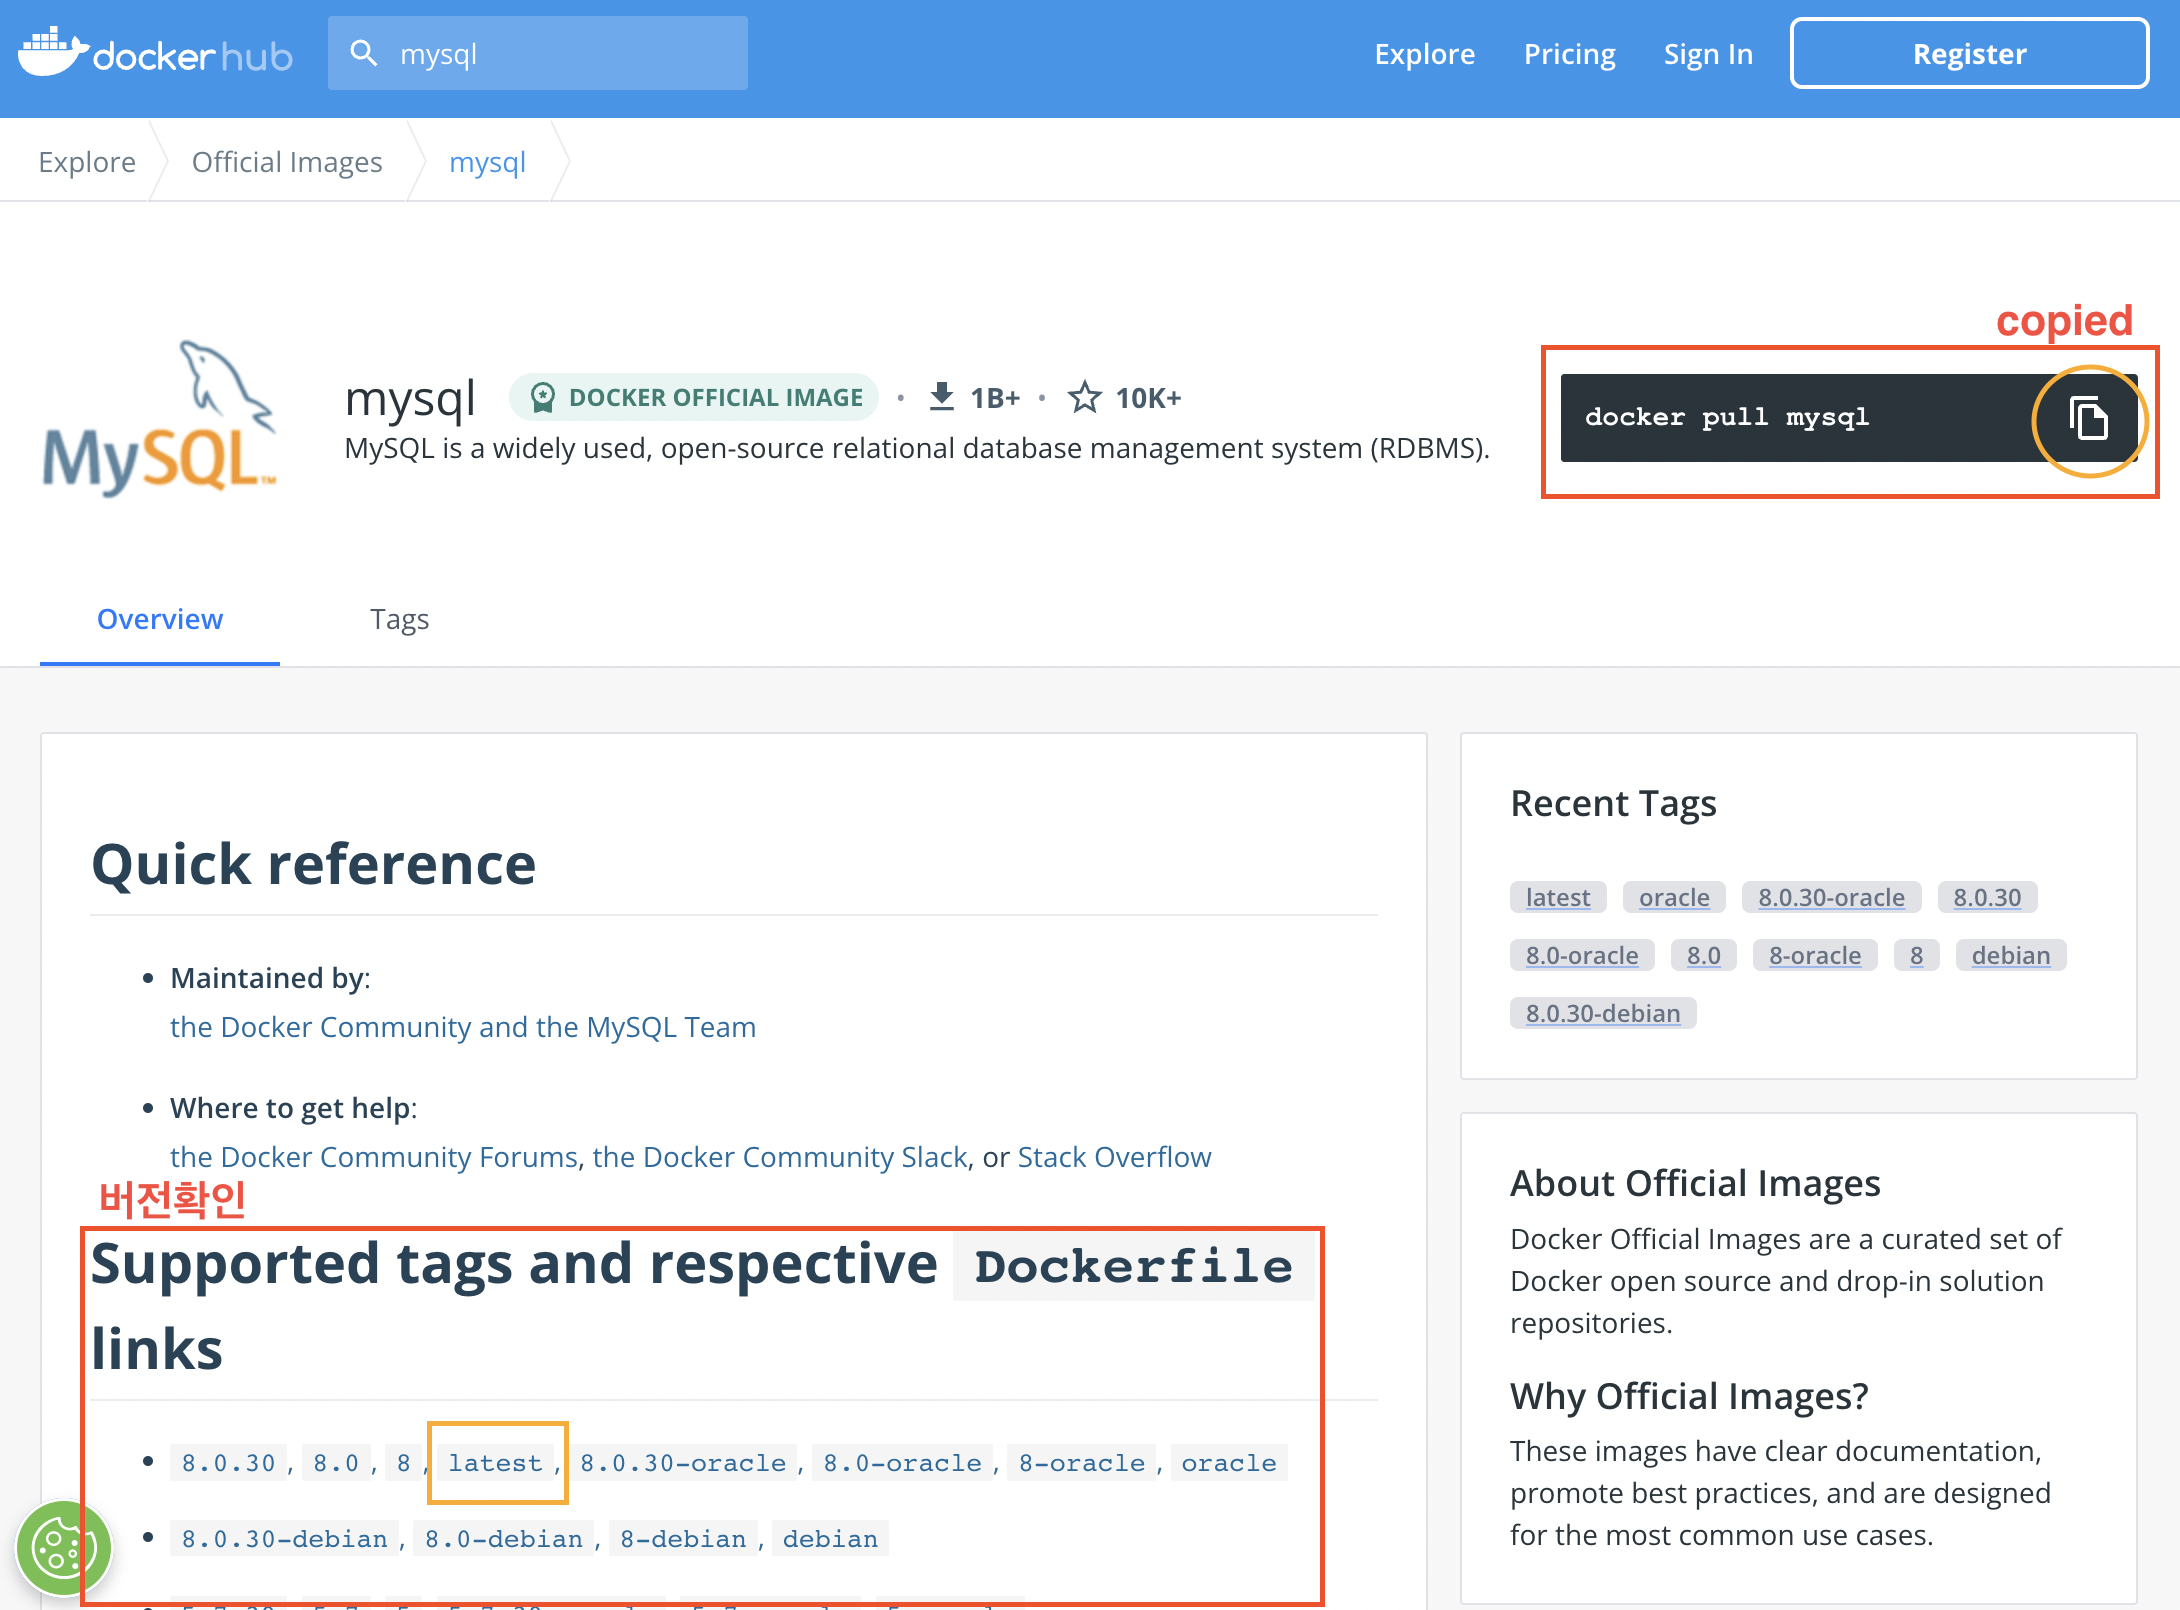 docker hub
mysql
Explore
Pricing
Sign In
Register
Explore
Official Images
mysql
copied
MySQL™
mysql
DOCKER OFFICIAL IMAGE
• 1B+ • 10K+
MySQL is a widely used, open-source relational database management system (RDBMS).
docker pull mysql
Overview
Tags
Quick reference
• Maintained by:
the Docker Community and the MySQL Team
• Where to get help:
the Docker Community Forums, the Docker Community Slack, or Stack Overflow
버전확인
Supported tags and respective Dockerfile
links
• 8.0.30, 8.0, 8, latest, 8.0.30-oracle, 8.0-oracle, 8-oracle, oracle
• 8.0.30-debian, 8.0-debian, 8-debian, debian
Recent Tags
latest oracle 8.0.30-oracle 8.0.30
8.0-oracle 8.0 8-oracle 8 debian
8.0.30-debian
About Official Images
Docker Official Images are a curated set of
Docker open source and drop-in solution
repositories.
Why Official Images?
These images have clear documentation,
promote best practices, and are designed
for the most common use cases.